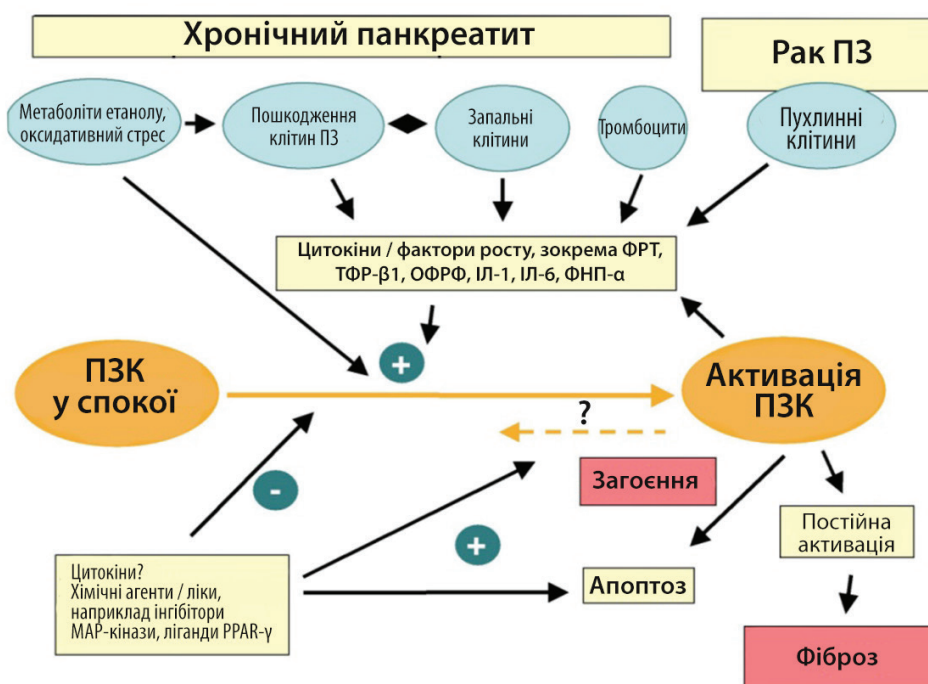 Хронічний панкреатит
Рак ПЗ
Метаболіти етанолу,
оксидативний стрес
Пошкодження
клітин ПЗ
Запальні
клітини
Тромбоцити
Пухлинні
клітини
Цитокіни / фактори росту, зокрема ФРТ,
ТФР-β1, ОФРФ, ІЛ-1, ІЛ-6, ФНП-α
+
ПЗК
у спокої
Активація
ПЗК
?
Загоєння
-
+
Постійна
активація
Цитокіни?
Хімічні агенти / ліки,
наприклад інгібітори
МАР-кінази, ліганди PPAR-γ
Апоптоз
Фіброз